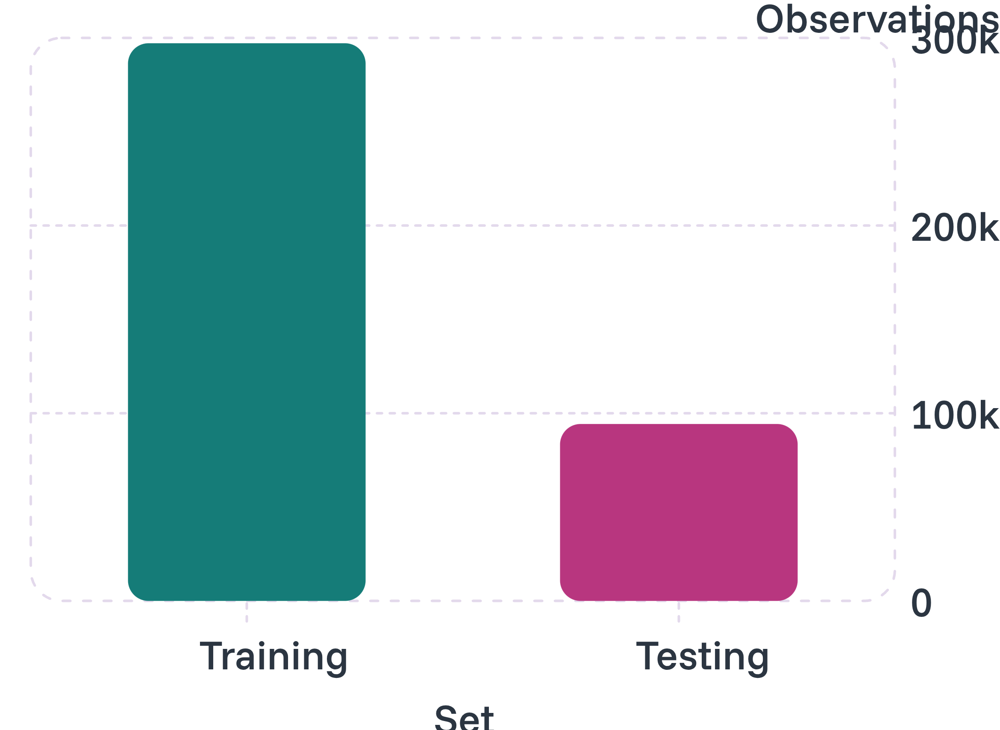 Observations
300k
200k
100k
0
Training
Testing
Set